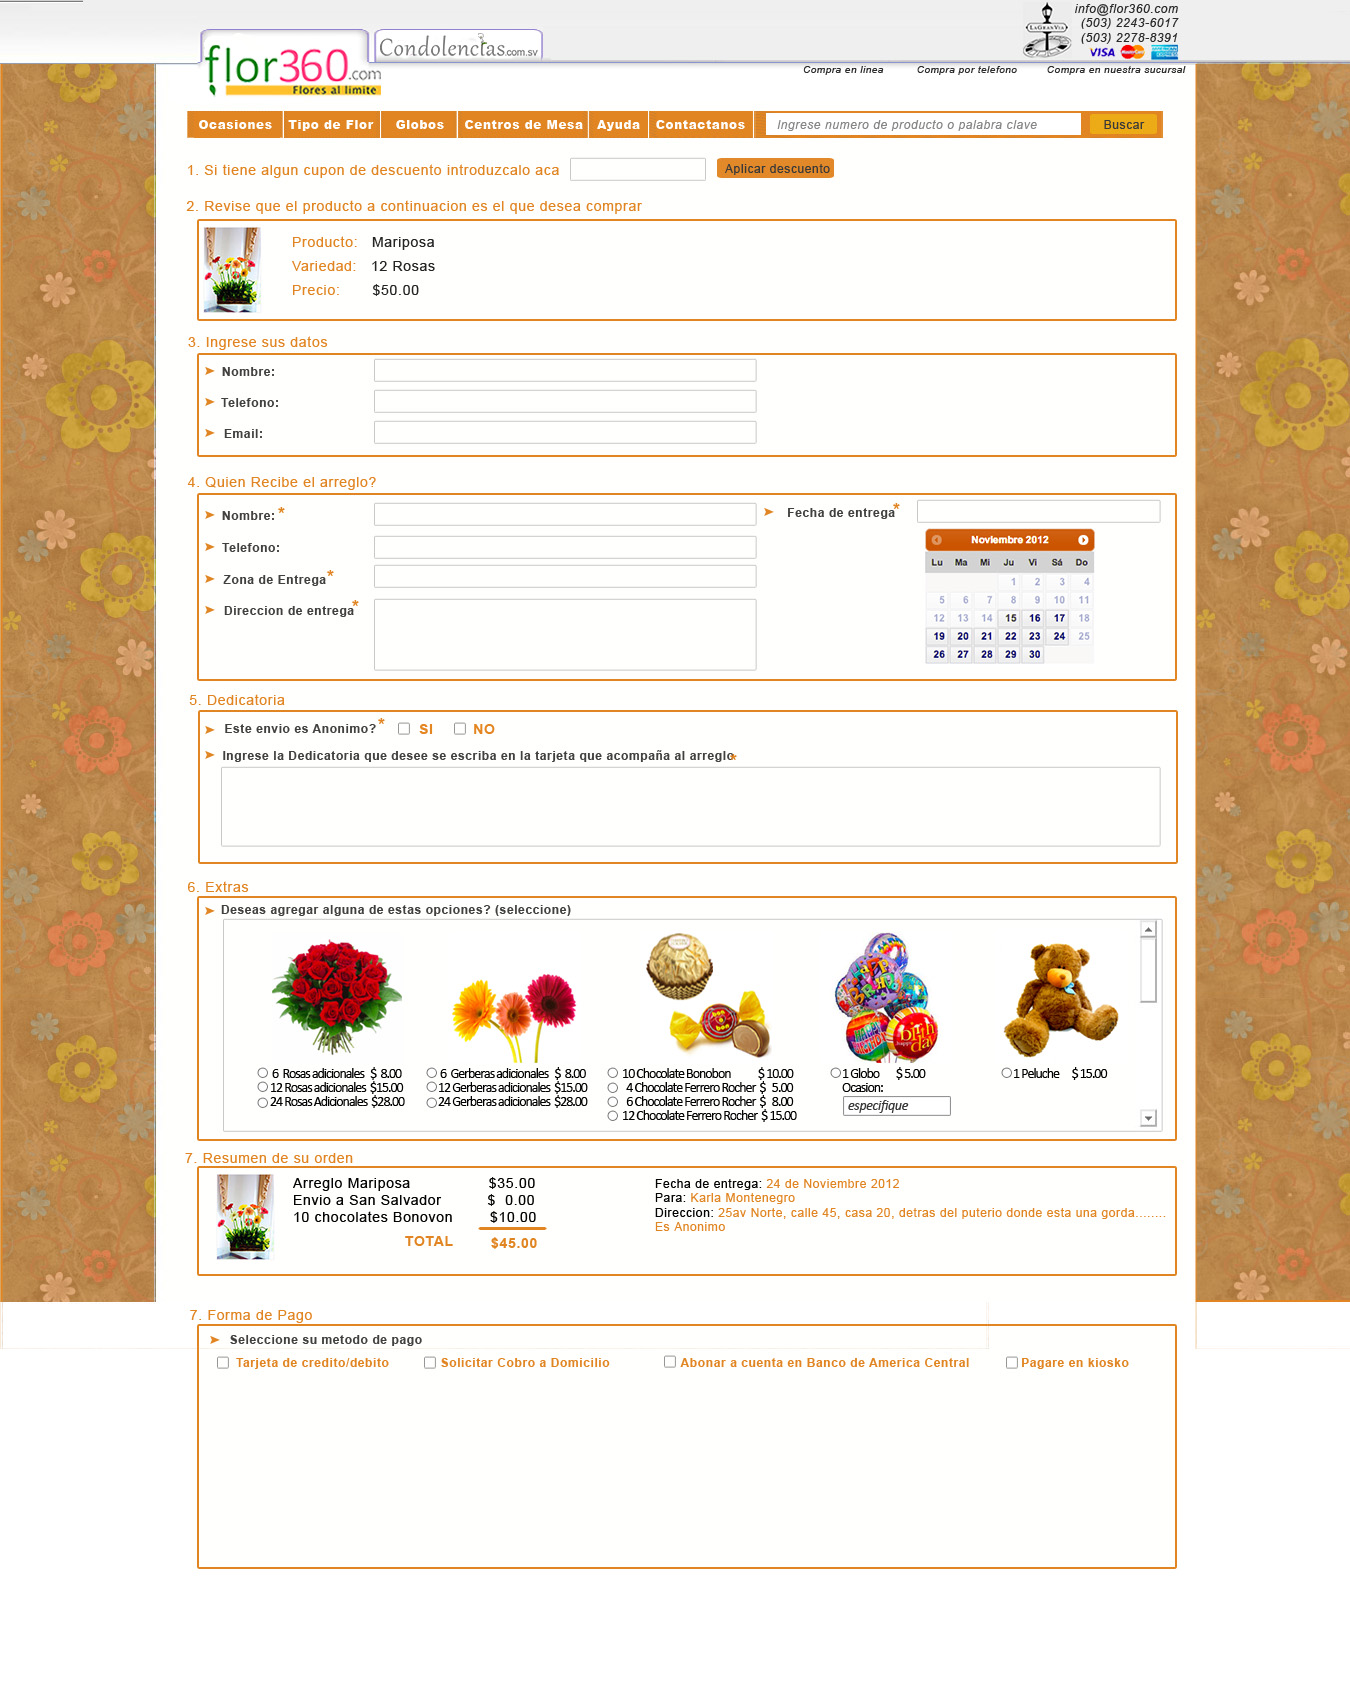 info@flor360.com
(503) 2243-6017
(503) 2278-8391
LA GRAN VIA
VISA MasterCard AMERICAN EXPRESS
flor360.com
Flores al limite
Condolencias.com.sv
Compra en linea Compra por telefono Compra en nuestra sucursal
Ocasiones Tipo de Flor Globos Centros de Mesa Ayuda Contactanos Ingrese numero de producto o palabra clave Buscar
1. Si tiene algun cupon de descuento introduzcalo aca Aplicar descuento
2. Revise que el producto a continuacion es el que desea comprar
Producto: Mariposa
Variedad: 12 Rosas
Precio: $50.00
3. Ingrese sus datos
Nombre:
Telefono:
Email:
4. Quien Recibe el arreglo?
Nombre: *
Telefono:
Zona de Entrega*
Direccion de entrega*
Fecha de entrega*
Noviembre 2012
Lu Ma Mi Ju Vi Sá Do
1 2 3 4
5 6 7 8 9 10 11
12 13 14 15 16 17 18
19 20 21 22 23 24 25
26 27 28 29 30
5. Dedicatoria
Este envio es Anonimo?* SI NO
Ingrese la Dedicatoria que desee se escriba en la tarjeta que acompaña al arreglo*
6. Extras
Deseas agregar alguna de estas opciones? (seleccione)
6 Rosas adicionales $ 8.00
12 Rosas adicionales $15.00
24 Rosas Adicionales $28.00
6 Gerberas adicionales $ 8.00
12 Gerberas adicionales $15.00
24 Gerberas adicionales $28.00
10 Chocolate Bonobon $ 10.00
4 Chocolate Ferrero Rocher $ 5.00
6 Chocolate Ferrero Rocher $ 8.00
12 Chocolate Ferrero Rocher $ 15.00
1 Globo $ 5.00
Ocasion:
especifique
1 Peluche $ 15.00
7. Resumen de su orden
Arreglo Mariposa $35.00
Envio a San Salvador $ 0.00
10 chocolates Bonovon $10.00
TOTAL $45.00
Fecha de entrega: 24 de Noviembre 2012
Para: Karla Montenegro
Direccion: 25av Norte, calle 45, casa 20, detras del puterio donde esta una gorda........
Es Anonimo
7. Forma de Pago
Seleccione su metodo de pago
Tarjeta de credito/debito Solicitar Cobro a Domicilio Abonar a cuenta en Banco de America Central Pagare en kiosko